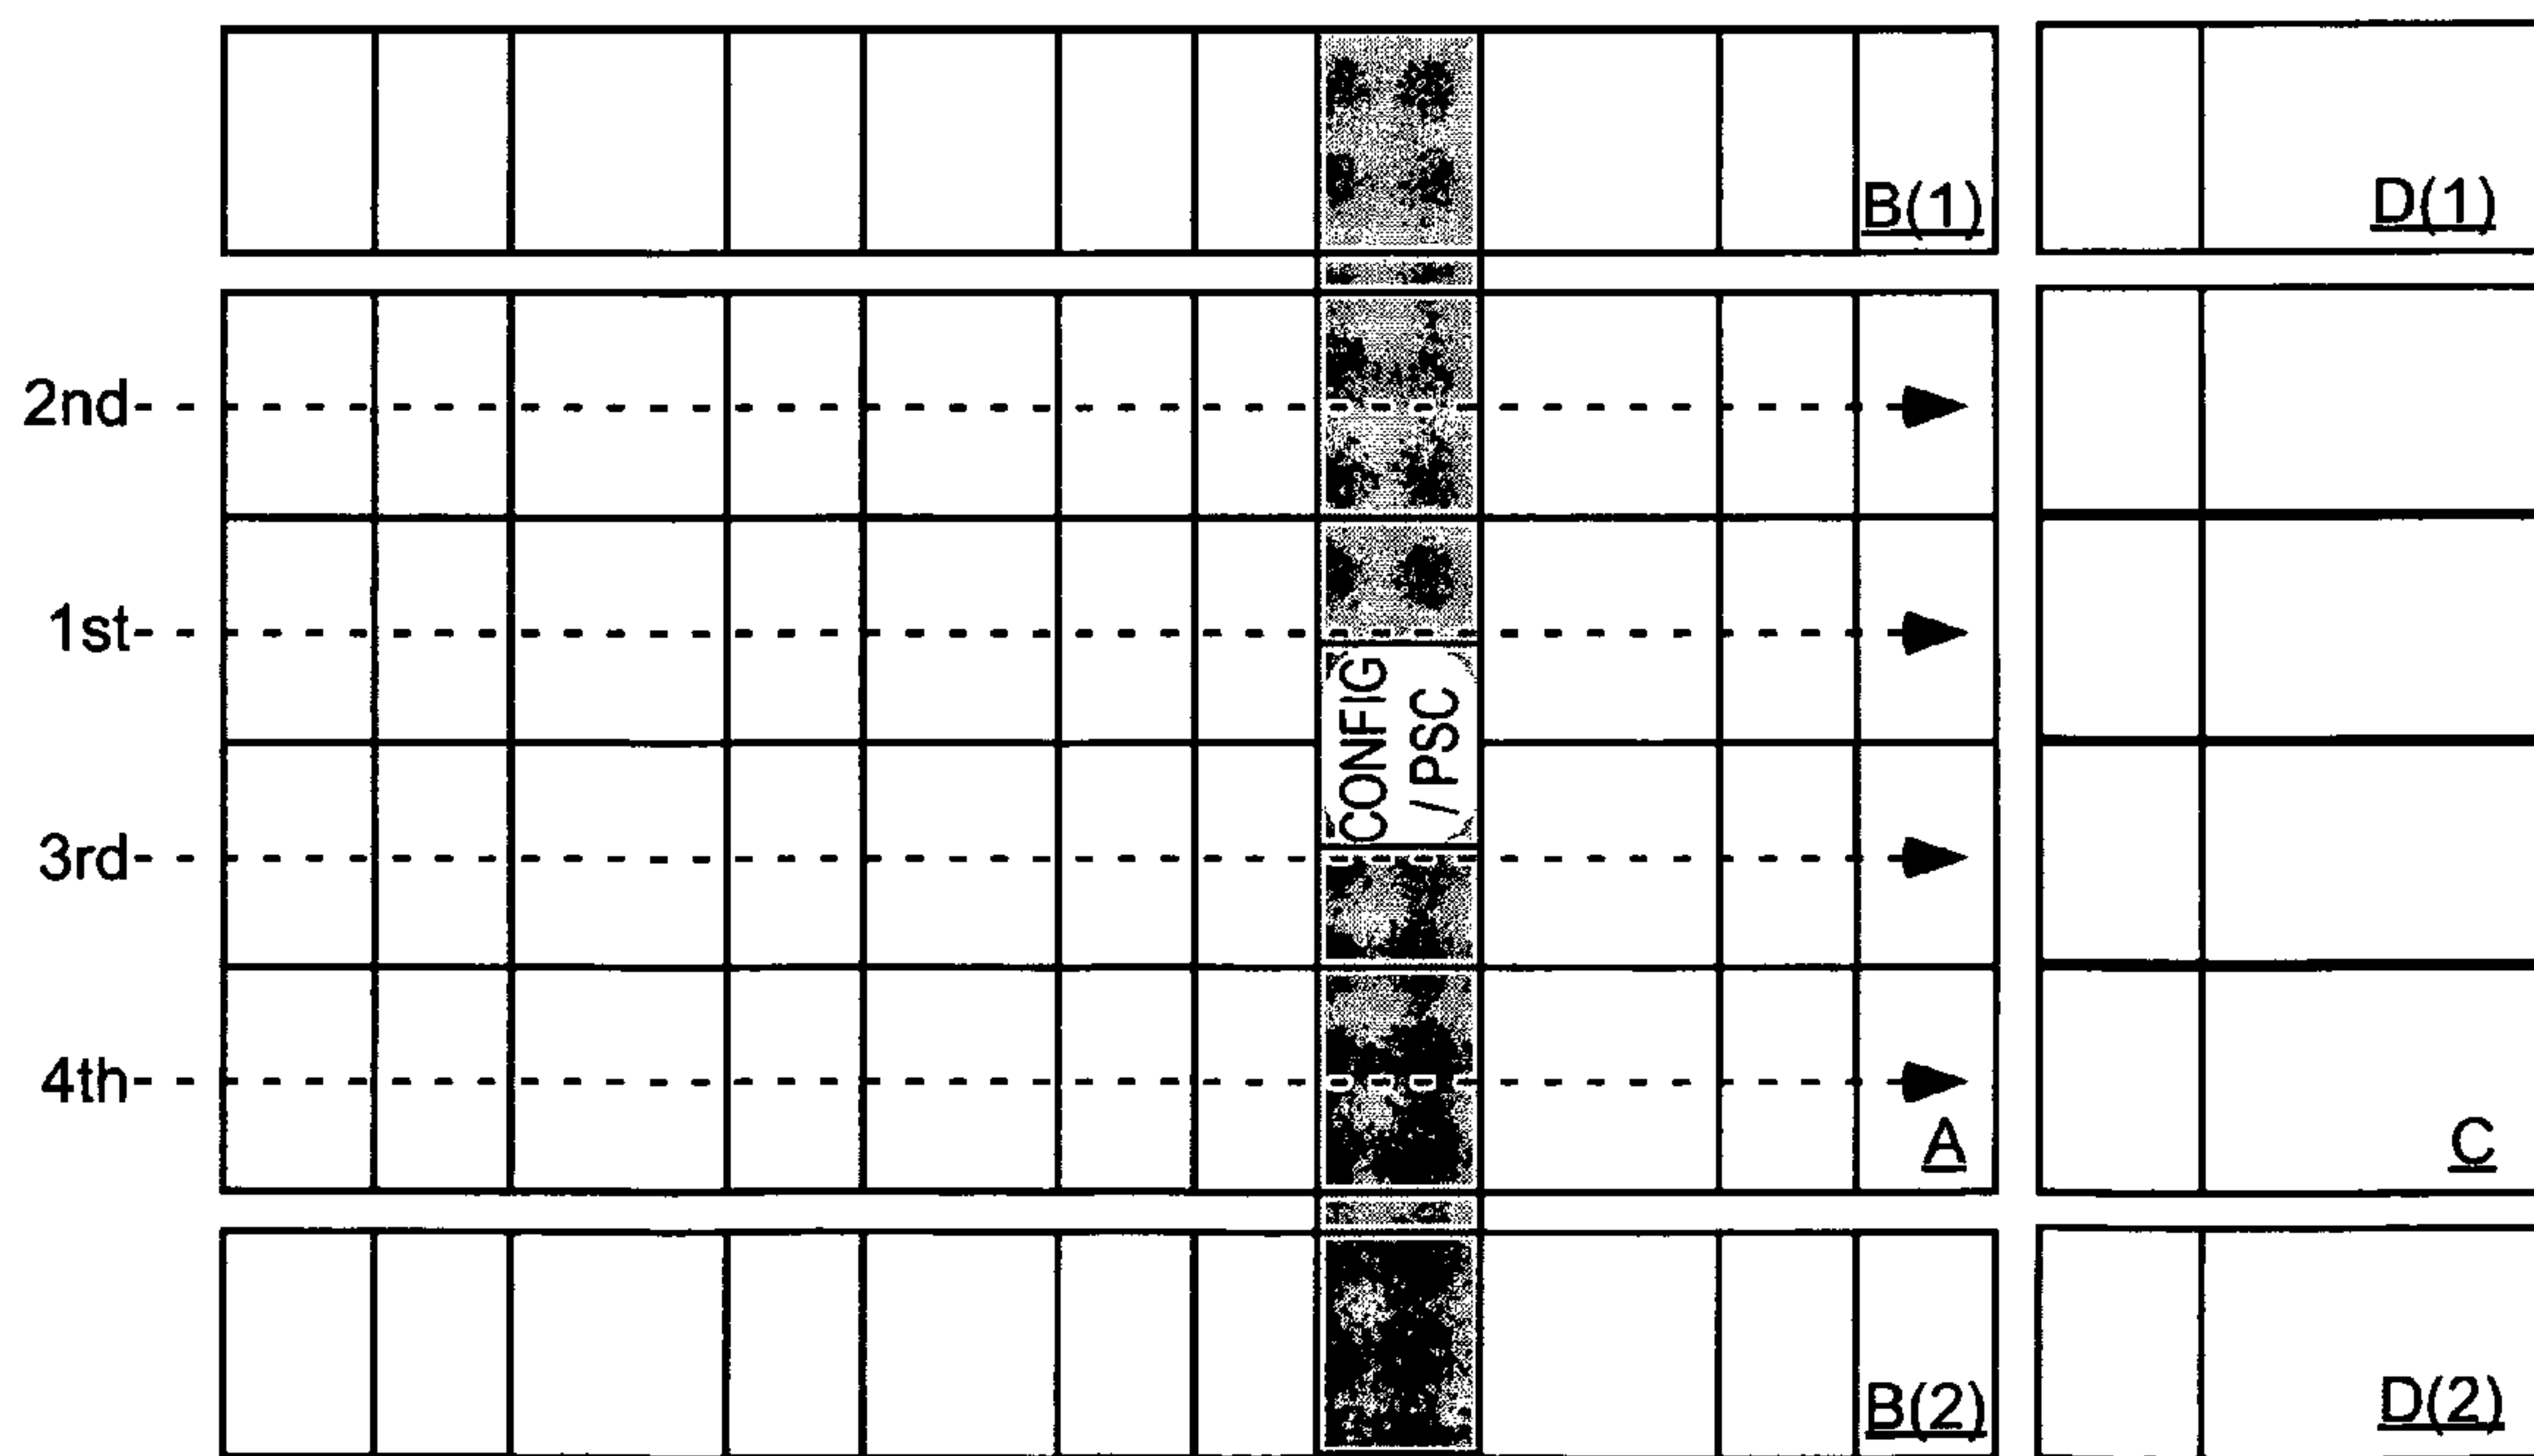 B(1)
D(1)
2nd
1st
CONFIG
/ PSC
3rd
4th
A
C
B(2)
D(2)